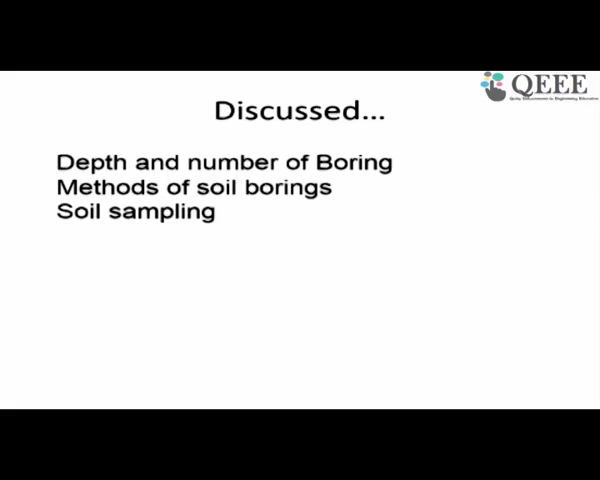 QEEE
Discussed...
Depth and number of Boring
Methods of soil borings
Soil sampling